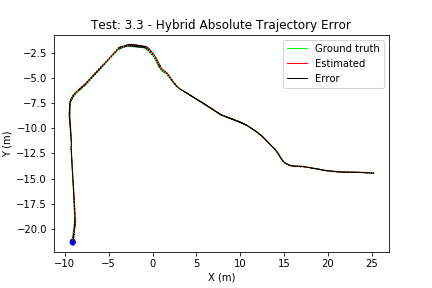 Test: 3.3 - Hybrid Absolute Trajectory Error
Ground truth
Estimated
Error
Y (m)
−2.5
−5.0
−7.5
−10.0
−12.5
−15.0
−17.5
−20.0
−10
−5
0
5
10
15
20
25
X (m)